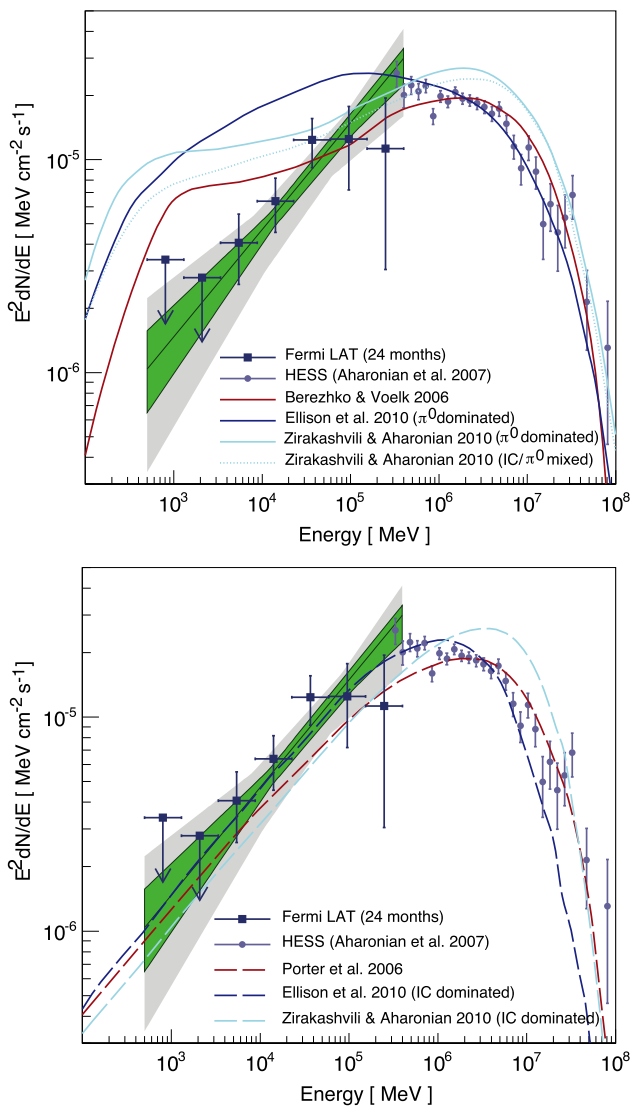 E²dN/dE [ MeV cm⁻² s⁻¹ ]
10⁻⁵
10⁻⁶
Fermi LAT (24 months)
HESS (Aharonian et al. 2007)
Berezhko & Voelk 2006
Ellison et al. 2010 (π⁰dominated)
Zirakashvili & Aharonian 2010 (π⁰ dominated)
Zirakashvili & Aharonian 2010 (IC/π⁰ mixed)
10³ 10⁴ 10⁵ 10⁶ 10⁷ 10⁸
Energy [ MeV ]
E²dN/dE [ MeV cm⁻² s⁻¹ ]
10⁻⁵
10⁻⁶
Fermi LAT (24 months)
HESS (Aharonian et al. 2007)
Porter et al. 2006
Ellison et al. 2010 (IC dominated)
Zirakashvili & Aharonian 2010 (IC dominated)
10³ 10⁴ 10⁵ 10⁶ 10⁷ 10⁸
Energy [ MeV ]